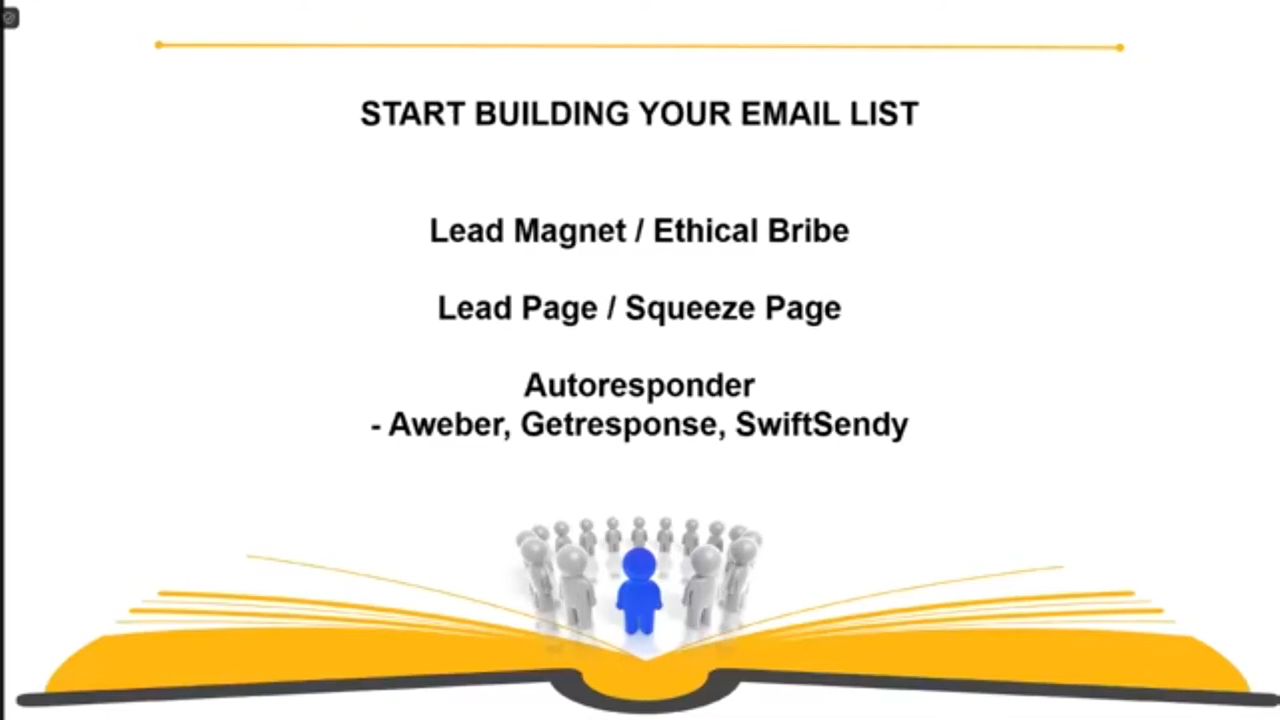 START BUILDING YOUR EMAIL LIST
Lead Magnet / Ethical Bribe
Lead Page / Squeeze Page
Autoresponder
- Aweber, Getresponse, SwiftSendy